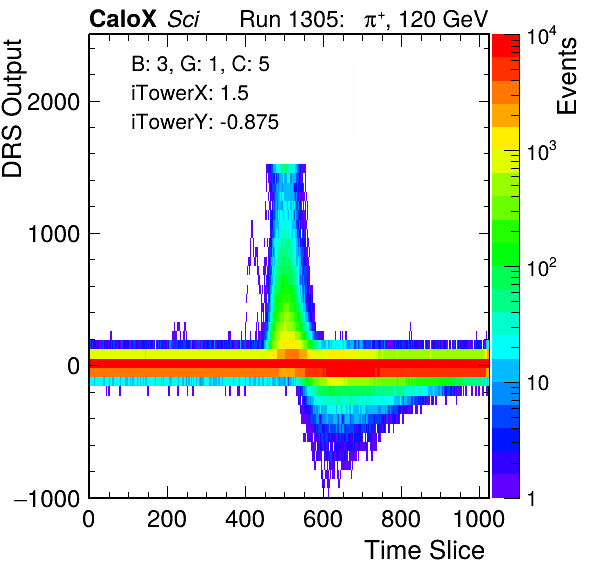 CaloX Sci Run 1305: π⁺, 120 GeV
B: 3, G: 1, C: 5
iTowerX: 1.5
iTowerY: -0.875
DRS Output
2000
1000
0
−1000
0 200 400 600 800 1000
Time Slice
Events
10⁴
10³
10²
10
1